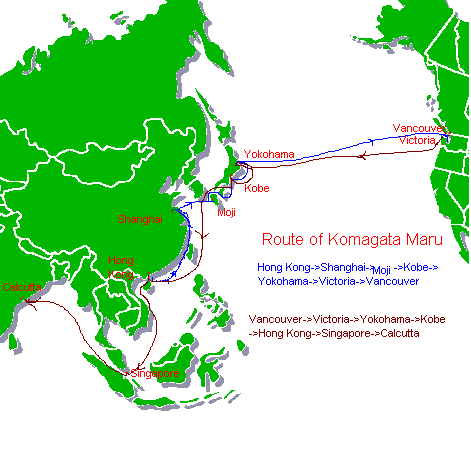 Vancouver
Victoria
Yokohama
Kobe
Moji
Shanghai
Route of Komagata Maru
Hong
Kong
Hong Kong->Shanghai->Moji ->Kobe->
Yokohama->Victoria->Vancouver
Calcutta
Vancouver->Victoria->Yokohama->Kobe
->Hong Kong->Singapore->Calcutta
Singapore